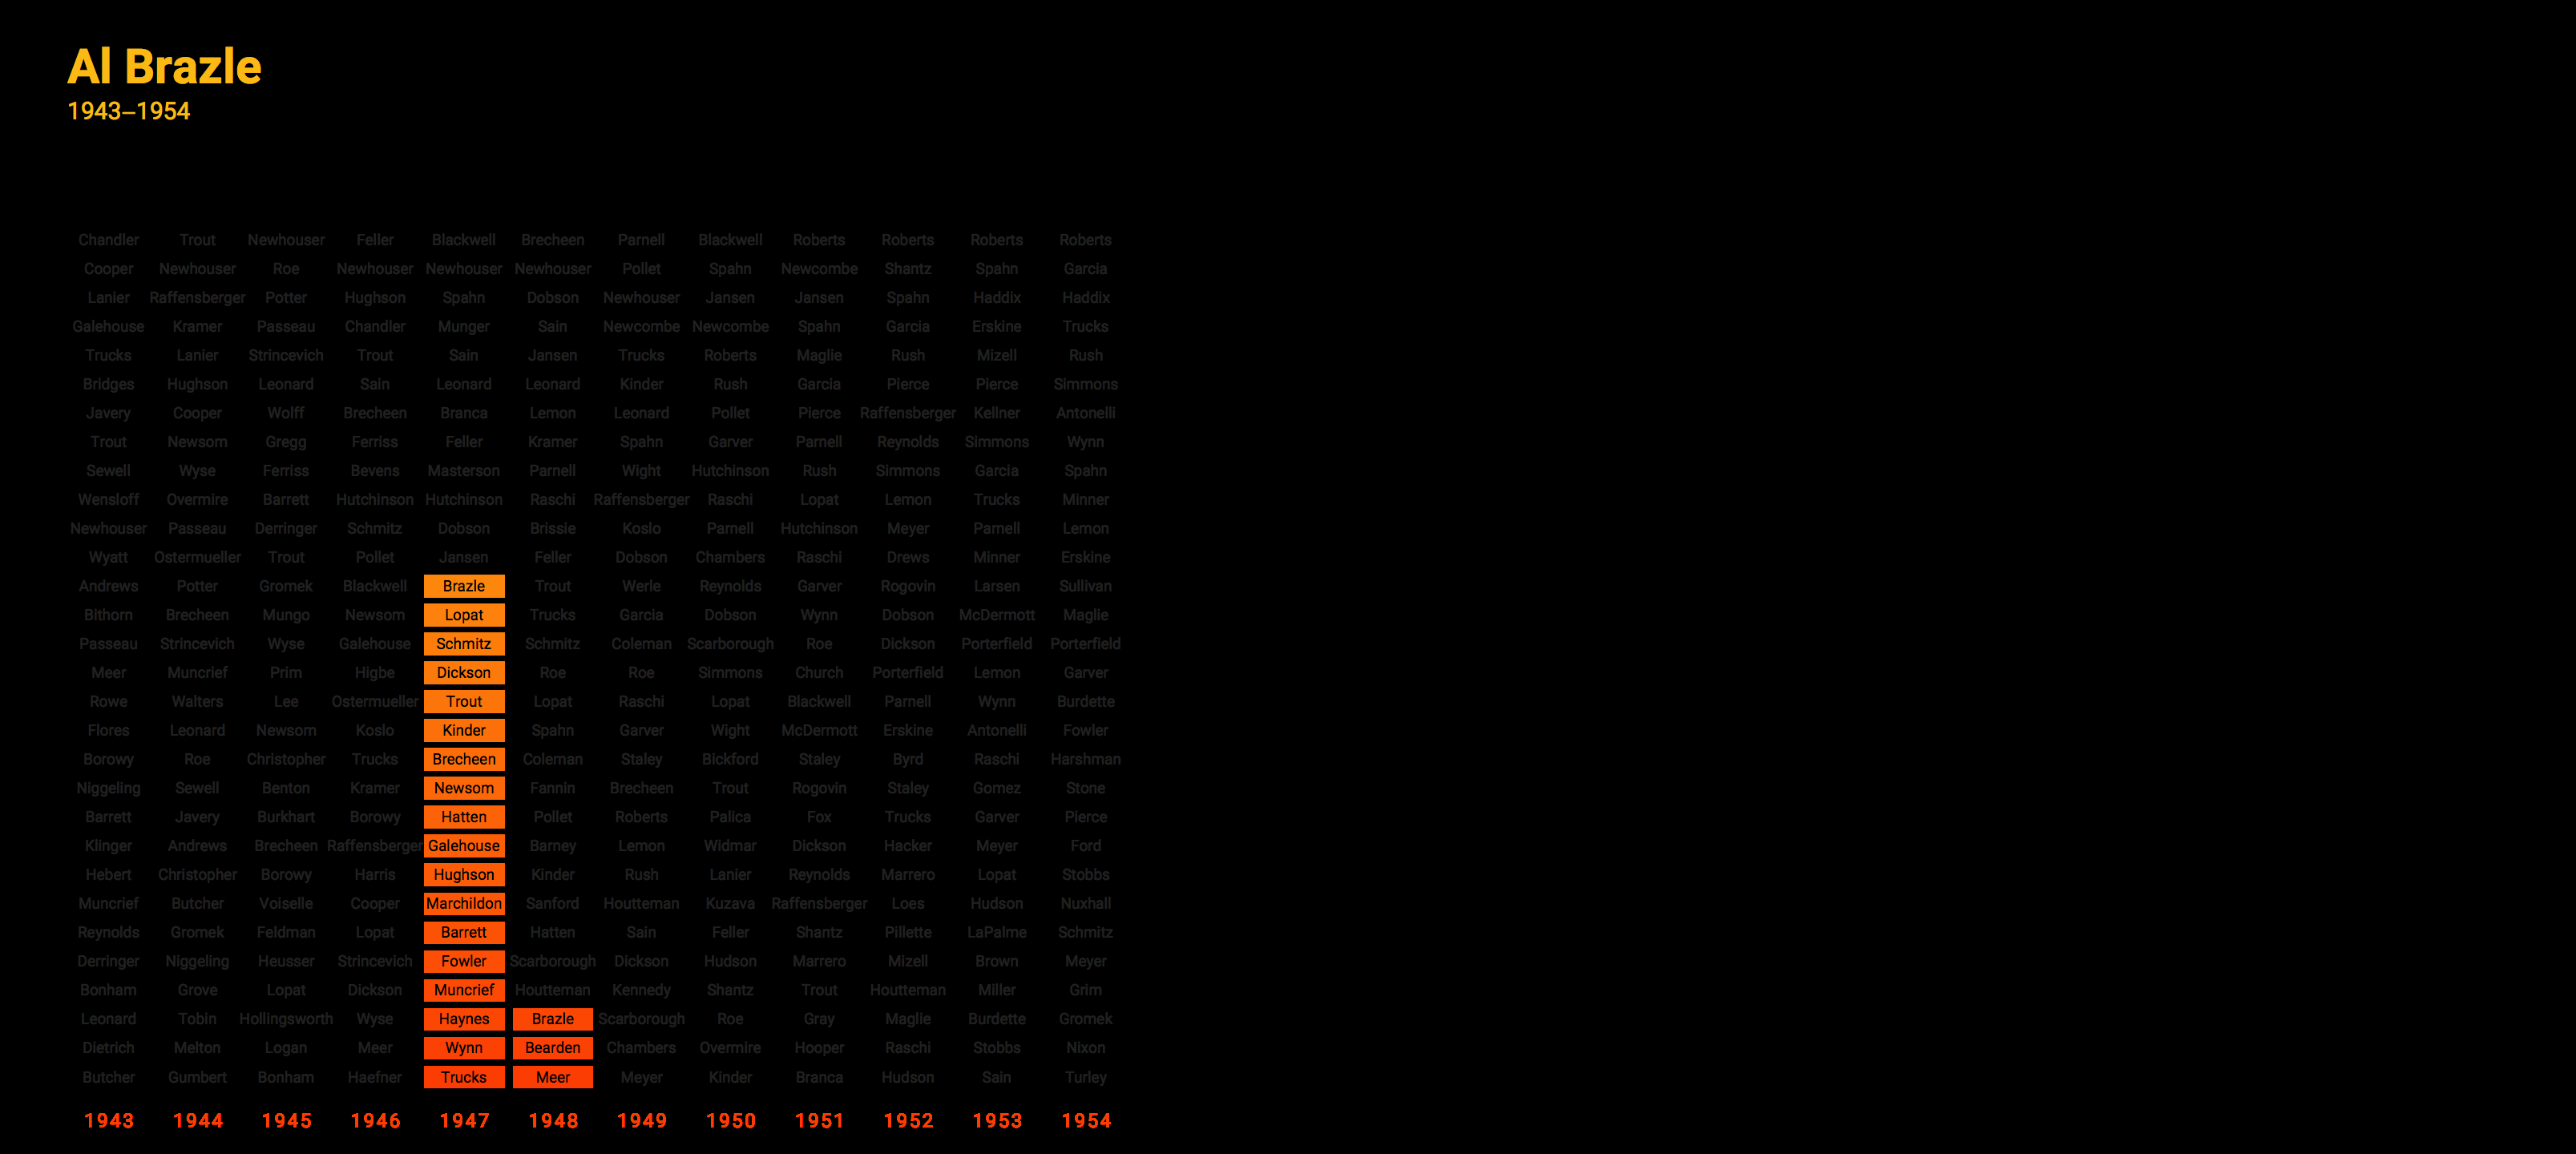 Al Brazle
1943–1954
Chandler Trout Newhouser Feller Blackwell Brecheen Parnell Blackwell Roberts Roberts Roberts Roberts
Cooper Newhouser Roe Newhouser Newhouser Newhouser Pollet Spahn Newcombe Shantz Spahn Garcia
Lanier Raffensberger Potter Hughson Spahn Dobson Newhouser Jansen Jansen Spahn Haddix Haddix
Galehouse Kramer Passeau Chandler Munger Sain Newcombe Newcombe Spahn Garcia Erskine Trucks
Trucks Lanier Strincevich Trout Sain Jansen Trucks Roberts Maglie Rush Mizell Rush
Bridges Hughson Leonard Sain Leonard Leonard Kinder Rush Garcia Pierce Pierce Simmons
Javery Cooper Wolff Brecheen Branca Lemon Leonard Pollet Pierce Raffensberger Kellner Antonelli
Trout Newsom Gregg Ferriss Feller Kramer Spahn Garver Parnell Reynolds Simmons Wynn
Sewell Wyse Ferriss Bevens Masterson Parnell Wight Hutchinson Rush Simmons Garcia Spahn
Wensloff Overmire Barrett Hutchinson Hutchinson Raschi Raffensberger Raschi Lopat Lemon Trucks Minner
Newhouser Passeau Derringer Schmitz Dobson Brissie Koslo Parnell Hutchinson Meyer Parnell Lemon
Wyatt Ostermueller Trout Pollet Jansen Feller Dobson Chambers Raschi Drews Minner Erskine
Andrews Potter Gromek Blackwell Brazle Trout Werle Reynolds Garver Rogovin Larsen Sullivan
Bithorn Brecheen Mungo Newsom Lopat Trucks Garcia Dobson Wynn Dobson McDermott Maglie
Passeau Strincevich Wyse Galehouse Schmitz Schmitz Coleman Scarborough Roe Dickson Porterfield Porterfield
Meer Muncrief Prim Higbe Dickson Roe Roe Simmons Church Porterfield Lemon Garver
Rowe Walters Lee Ostermueller Trout Lopat Raschi Lopat Blackwell Parnell Wynn Burdette
Flores Leonard Newsom Koslo Kinder Spahn Garver Wight McDermott Erskine Antonelli Fowler
Borowy Roe Christopher Trucks Brecheen Coleman Staley Bickford Staley Byrd Raschi Harshman
Niggeling Sewell Benton Kramer Newsom Fannin Brecheen Trout Rogovin Staley Gomez Stone
Barrett Javery Burkhart Borowy Hatten Pollet Roberts Palica Fox Trucks Garver Pierce
Klinger Andrews Brecheen Raffensberger Galehouse Barney Lemon Widmar Dickson Hacker Meyer Ford
Hebert Christopher Borowy Harris Hughson Kinder Rush Lanier Reynolds Marrero Lopat Stobbs
Muncrief Butcher Voiselle Cooper Marchildon Sanford Houtteman Kuzava Raffensberger Loes Hudson Nuxhall
Reynolds Gromek Feldman Lopat Barrett Hatten Sain Feller Shantz Pillette LaPalme Schmitz
Derringer Niggeling Heusser Strincevich Fowler Scarborough Dickson Hudson Marrero Mizell Brown Meyer
Bonham Grove Lopat Dickson Muncrief Houtteman Kennedy Shantz Trout Houtteman Miller Grim
Leonard Tobin Hollingsworth Wyse Haynes Brazle Scarborough Roe Gray Maglie Burdette Gromek
Dietrich Melton Logan Meer Wynn Bearden Chambers Overmire Hooper Raschi Stobbs Nixon
Butcher Gumbert Bonham Haefner Trucks Meer Meyer Kinder Branca Hudson Sain Turley
1943 1944 1945 1946 1947 1948 1949 1950 1951 1952 1953 1954